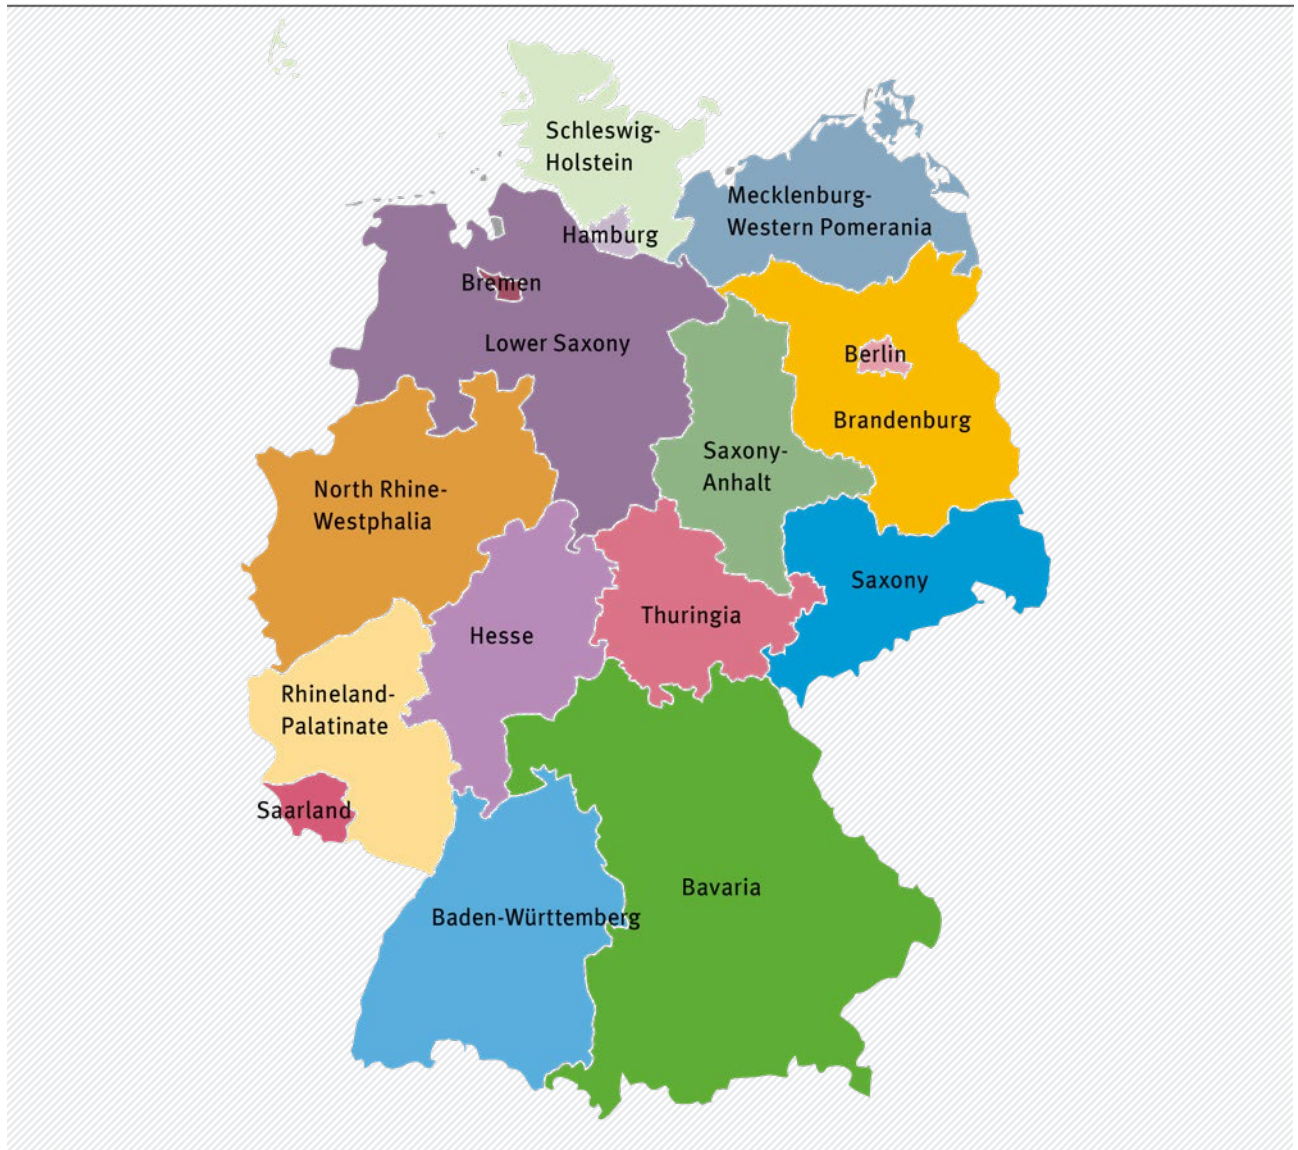 Schleswig-
Holstein
Mecklenburg-
Western Pomerania
Hamburg
Bremen
Lower Saxony
Berlin
Brandenburg
Saxony-
Anhalt
North Rhine-
Westphalia
Saxony
Thuringia
Hesse
Rhineland-
Palatinate
Saarland
Bavaria
Baden-Württemberg